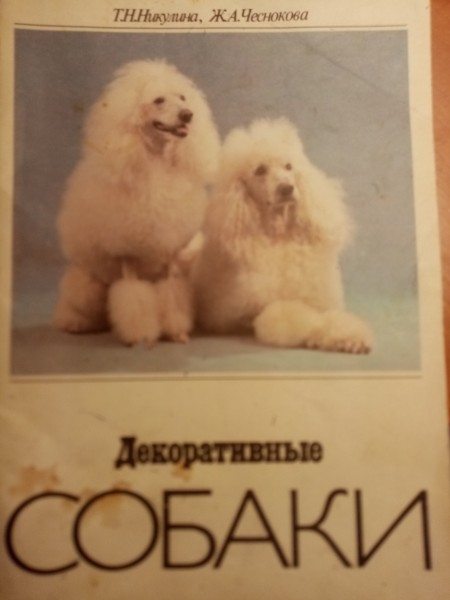 Т.Н.Никулина, Ж.А.Чеснокова
Декоративные
СОБАКИ